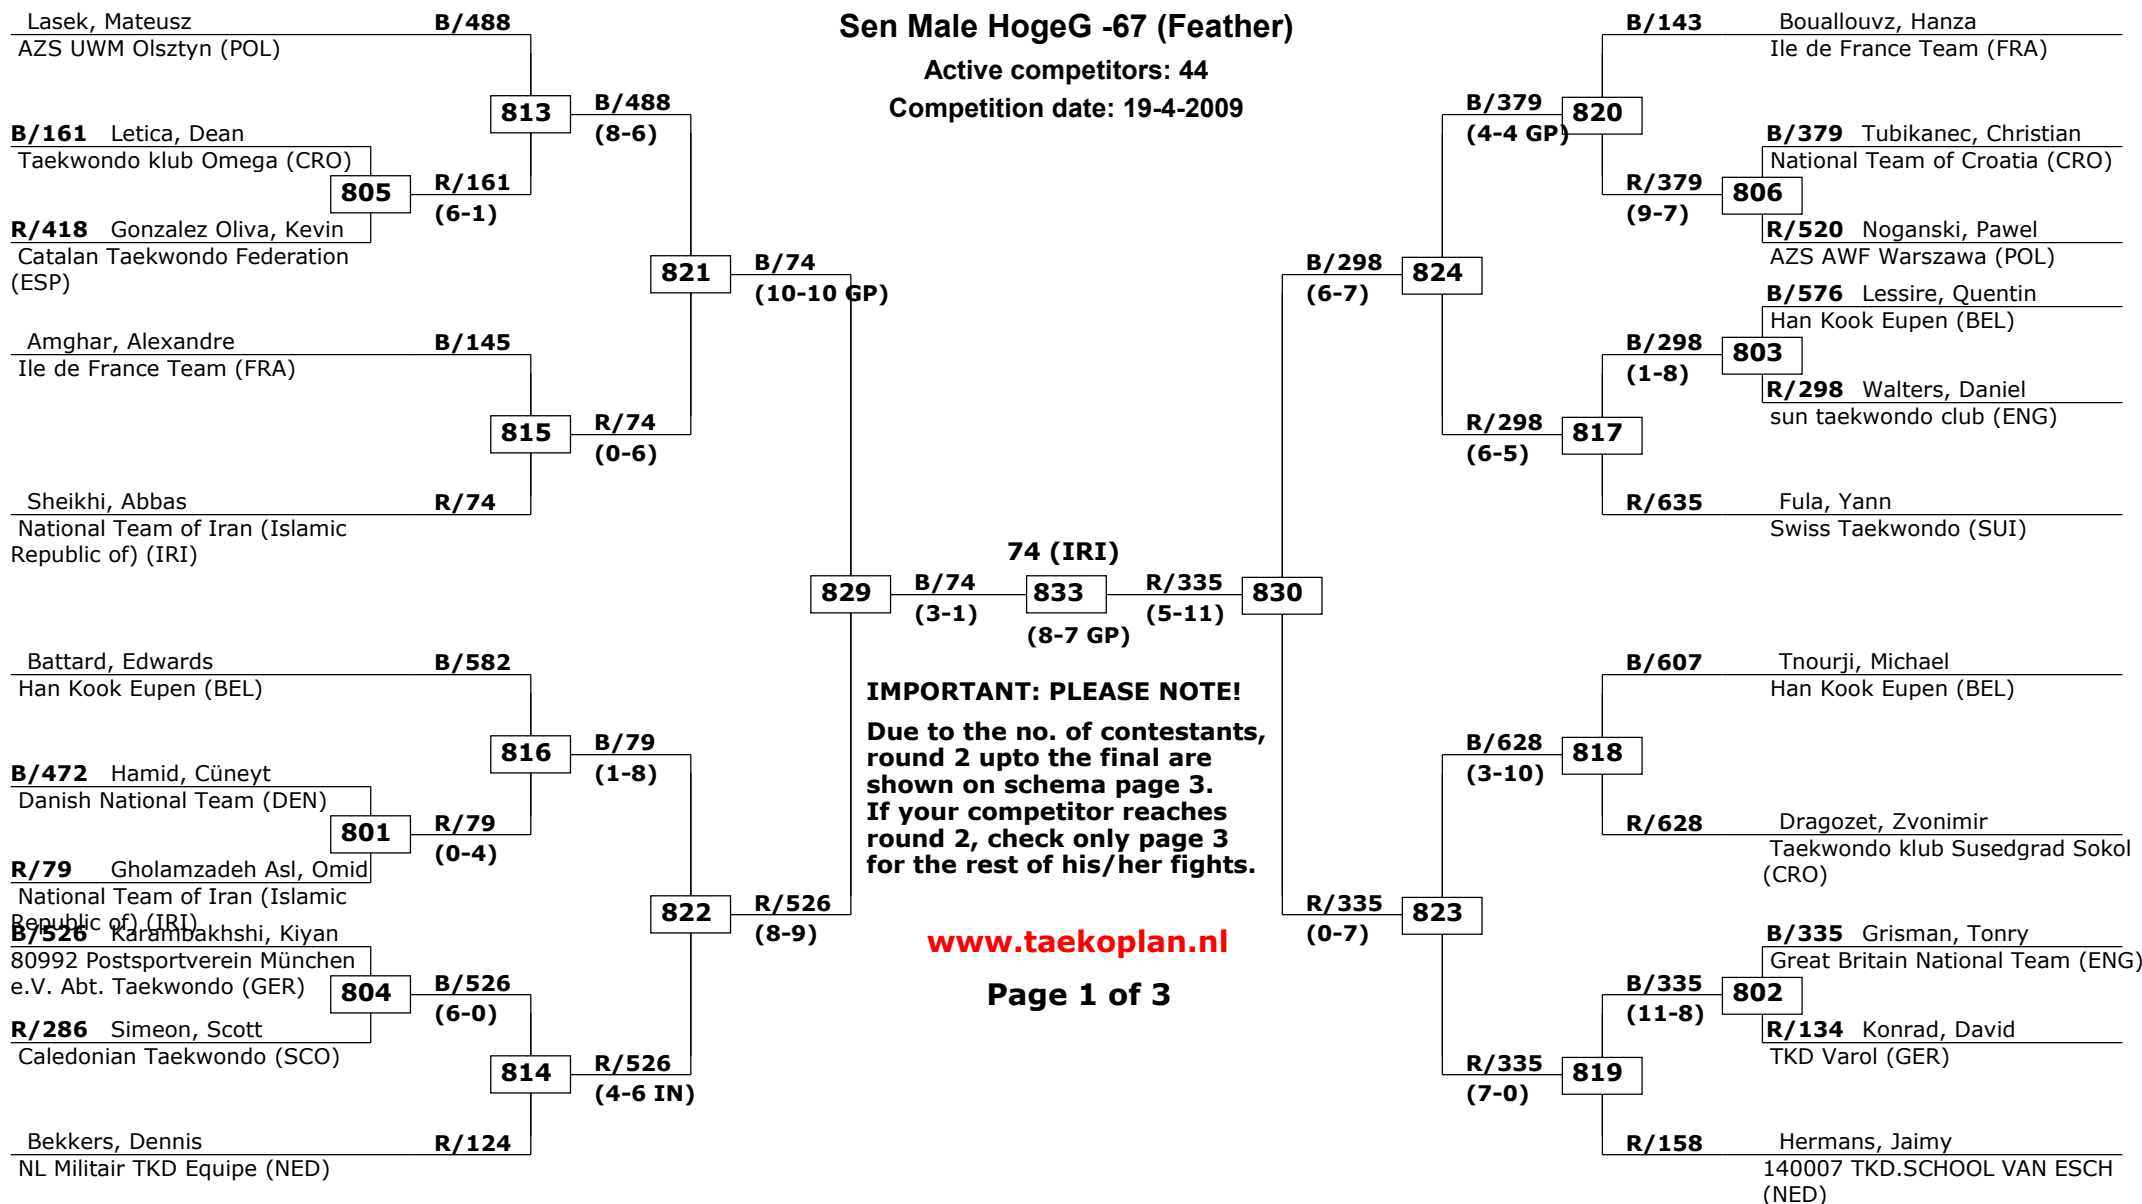 Sen Male HogeG -67 (Feather)
Active competitors: 44
Competition date: 19-4-2009
Lasek, Mateusz
B/488
AZS UWM Olsztyn (POL)
813
B/488
(8-6)
B/161 Letica, Dean
Taekwondo klub Omega (CRO)
805
R/161
(6-1)
R/418 Gonzalez Oliva, Kevin
Catalan Taekwondo Federation
(ESP)
821
B/74
(10-10 GP)
Amghar, Alexandre
B/145
Ile de France Team (FRA)
815
R/74
(0-6)
Sheikhi, Abbas
R/74
National Team of Iran (Islamic
Republic of) (IRI)
829
B/74
(3-1)
74 (IRI)
833
(8-7 GP)
R/335
(5-11)
830
Battard, Edwards
B/582
Han Kook Eupen (BEL)
816
B/79
(1-8)
B/472 Hamid, Cüneyt
Danish National Team (DEN)
801
R/79
(0-4)
R/79 Gholamzadeh Asl, Omid
National Team of Iran (Islamic
Republic of) (IRI)
822
R/526
(8-9)
B/526 Karambakhshi, Kiyan
80992 Postsportverein München
e.V. Abt. Taekwondo (GER)
804
B/526
(6-0)
R/286 Simeon, Scott
Caledonian Taekwondo (SCO)
814
R/526
(4-6 IN)
Bekkers, Dennis
R/124
NL Militair TKD Equipe (NED)
IMPORTANT: PLEASE NOTE!
Due to the no. of contestants,
round 2 upto the final are
shown on schema page 3.
If your competitor reaches
round 2, check only page 3
for the rest of his/her fights.
www.taekoplan.nl
Page 1 of 3
B/143
Bouallouvz, Hanza
Ile de France Team (FRA)
B/379
(4-4 GP)
820
B/379 Tubikanec, Christian
National Team of Croatia (CRO)
R/379
(9-7)
806
R/520 Noganski, Pawel
AZS AWF Warszawa (POL)
B/298
(6-7)
824
B/576 Lessire, Quentin
Han Kook Eupen (BEL)
B/298
(1-8)
803
R/298 Walters, Daniel
sun taekwondo club (ENG)
R/298
(6-5)
817
R/635
Fula, Yann
Swiss Taekwondo (SUI)
B/607
Tnourji, Michael
Han Kook Eupen (BEL)
B/628
(3-10)
818
R/628
Dragozet, Zvonimir
Taekwondo klub Susedgrad Sokol
(CRO)
R/335
(0-7)
823
B/335 Grisman, Tonry
Great Britain National Team (ENG)
B/335
(11-8)
802
R/134 Konrad, David
TKD Varol (GER)
R/335
(7-0)
819
R/158
Hermans, Jaimy
140007 TKD.SCHOOL VAN ESCH
(NED)